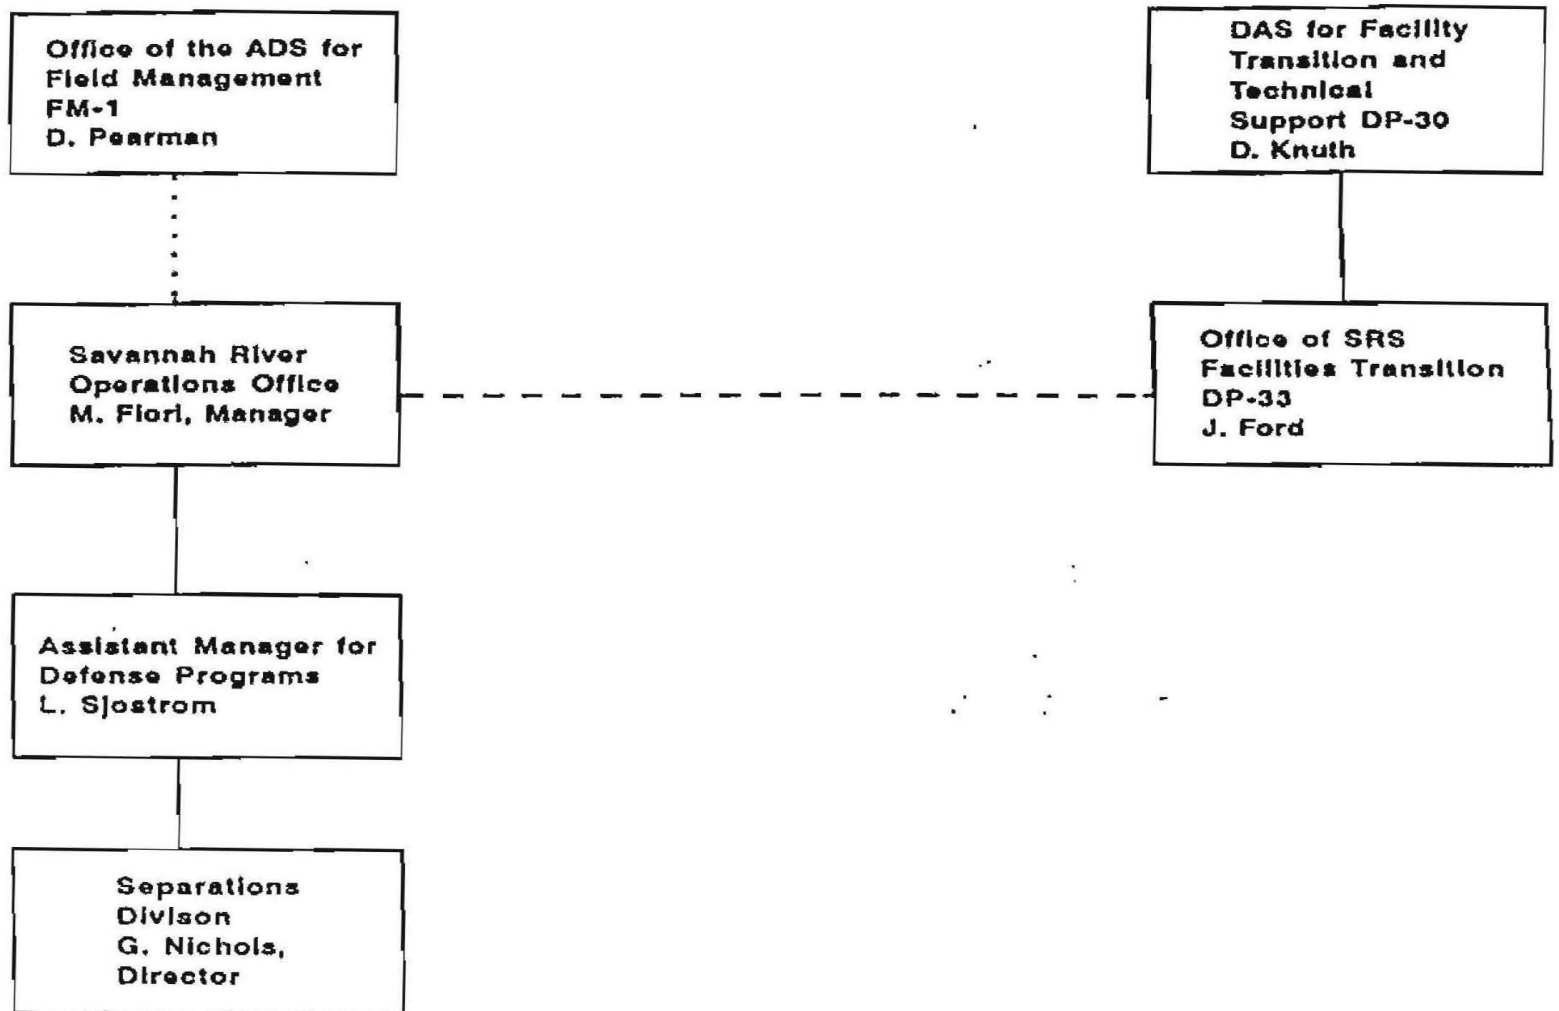 Office of the ADS for
Field Management
FM-1
D. Pearman
DAS for Facility
Transition and
Technical
Support DP-30
D. Knuth
Savannah River
Operations Office
M. Fiori, Manager
Office of SRS
Facilities Transition
DP-33
J. Ford
Assistant Manager for
Defense Programs
L. Sjostrom
Separations
Divison
G. Nichols,
Director